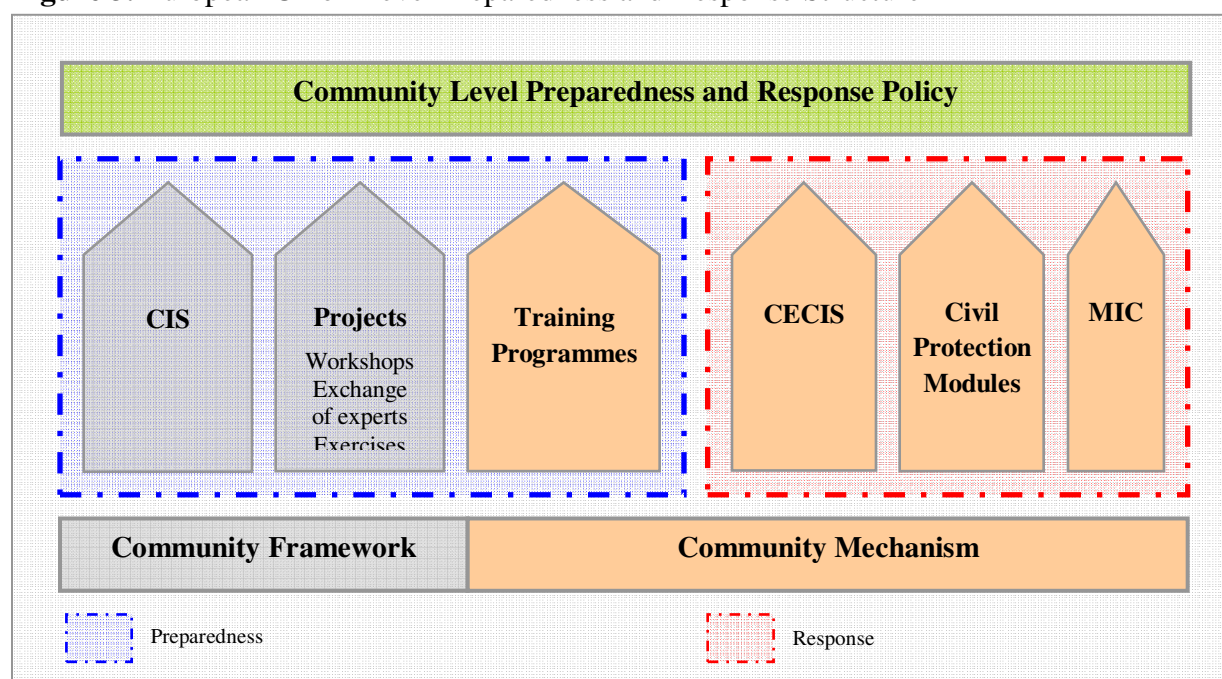 Community Level Preparedness and Response Policy
CIS
Projects
Workshops
Exchange
of experts
Exercises
Training
Programmes
CECIS
Civil
Protection
Modules
MIC
Community Framework
Community Mechanism
Preparedness
Response